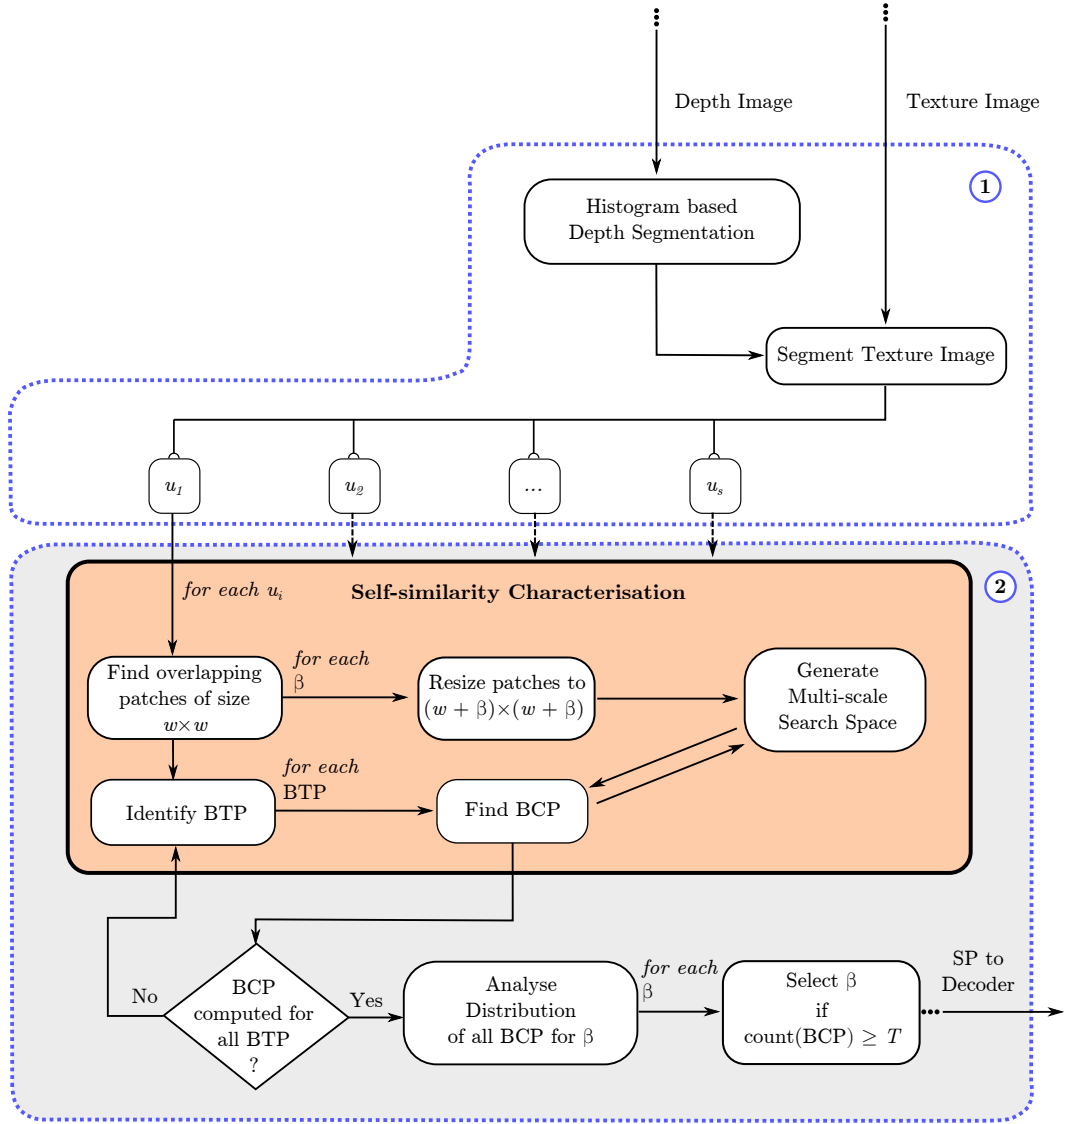 Depth Image
Texture Image
1
Histogram based
Depth Segmentation
Segment Texture Image
u1
u2
...
us
2
for each ui
Self-similarity Characterisation
Find overlapping
patches of size
w×w
for each
β
Resize patches to
(w + β)×(w + β)
Generate
Multi-scale
Search Space
Identify BTP
for each
BTP
Find BCP
BCP
computed for
all BTP
?
No
Yes
Analyse
Distribution
of all BCP for β
for each
β
Select β
if
count(BCP) ≥ T
SP to
Decoder